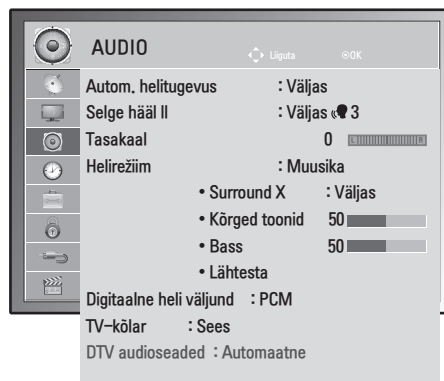 AUDIO Liiguta OK
Autom. helitugevus : Väljas
Selge hääl II : Väljas 3
Tasakaal 0 L R
Helirežiim : Muusika
• Surround X : Väljas
• Kõrged toonid 50
• Bass 50
• Lähtesta
Digitaalne heli väljund : PCM
TV-kõlar : Sees
DTV audioseaded : Automaatne